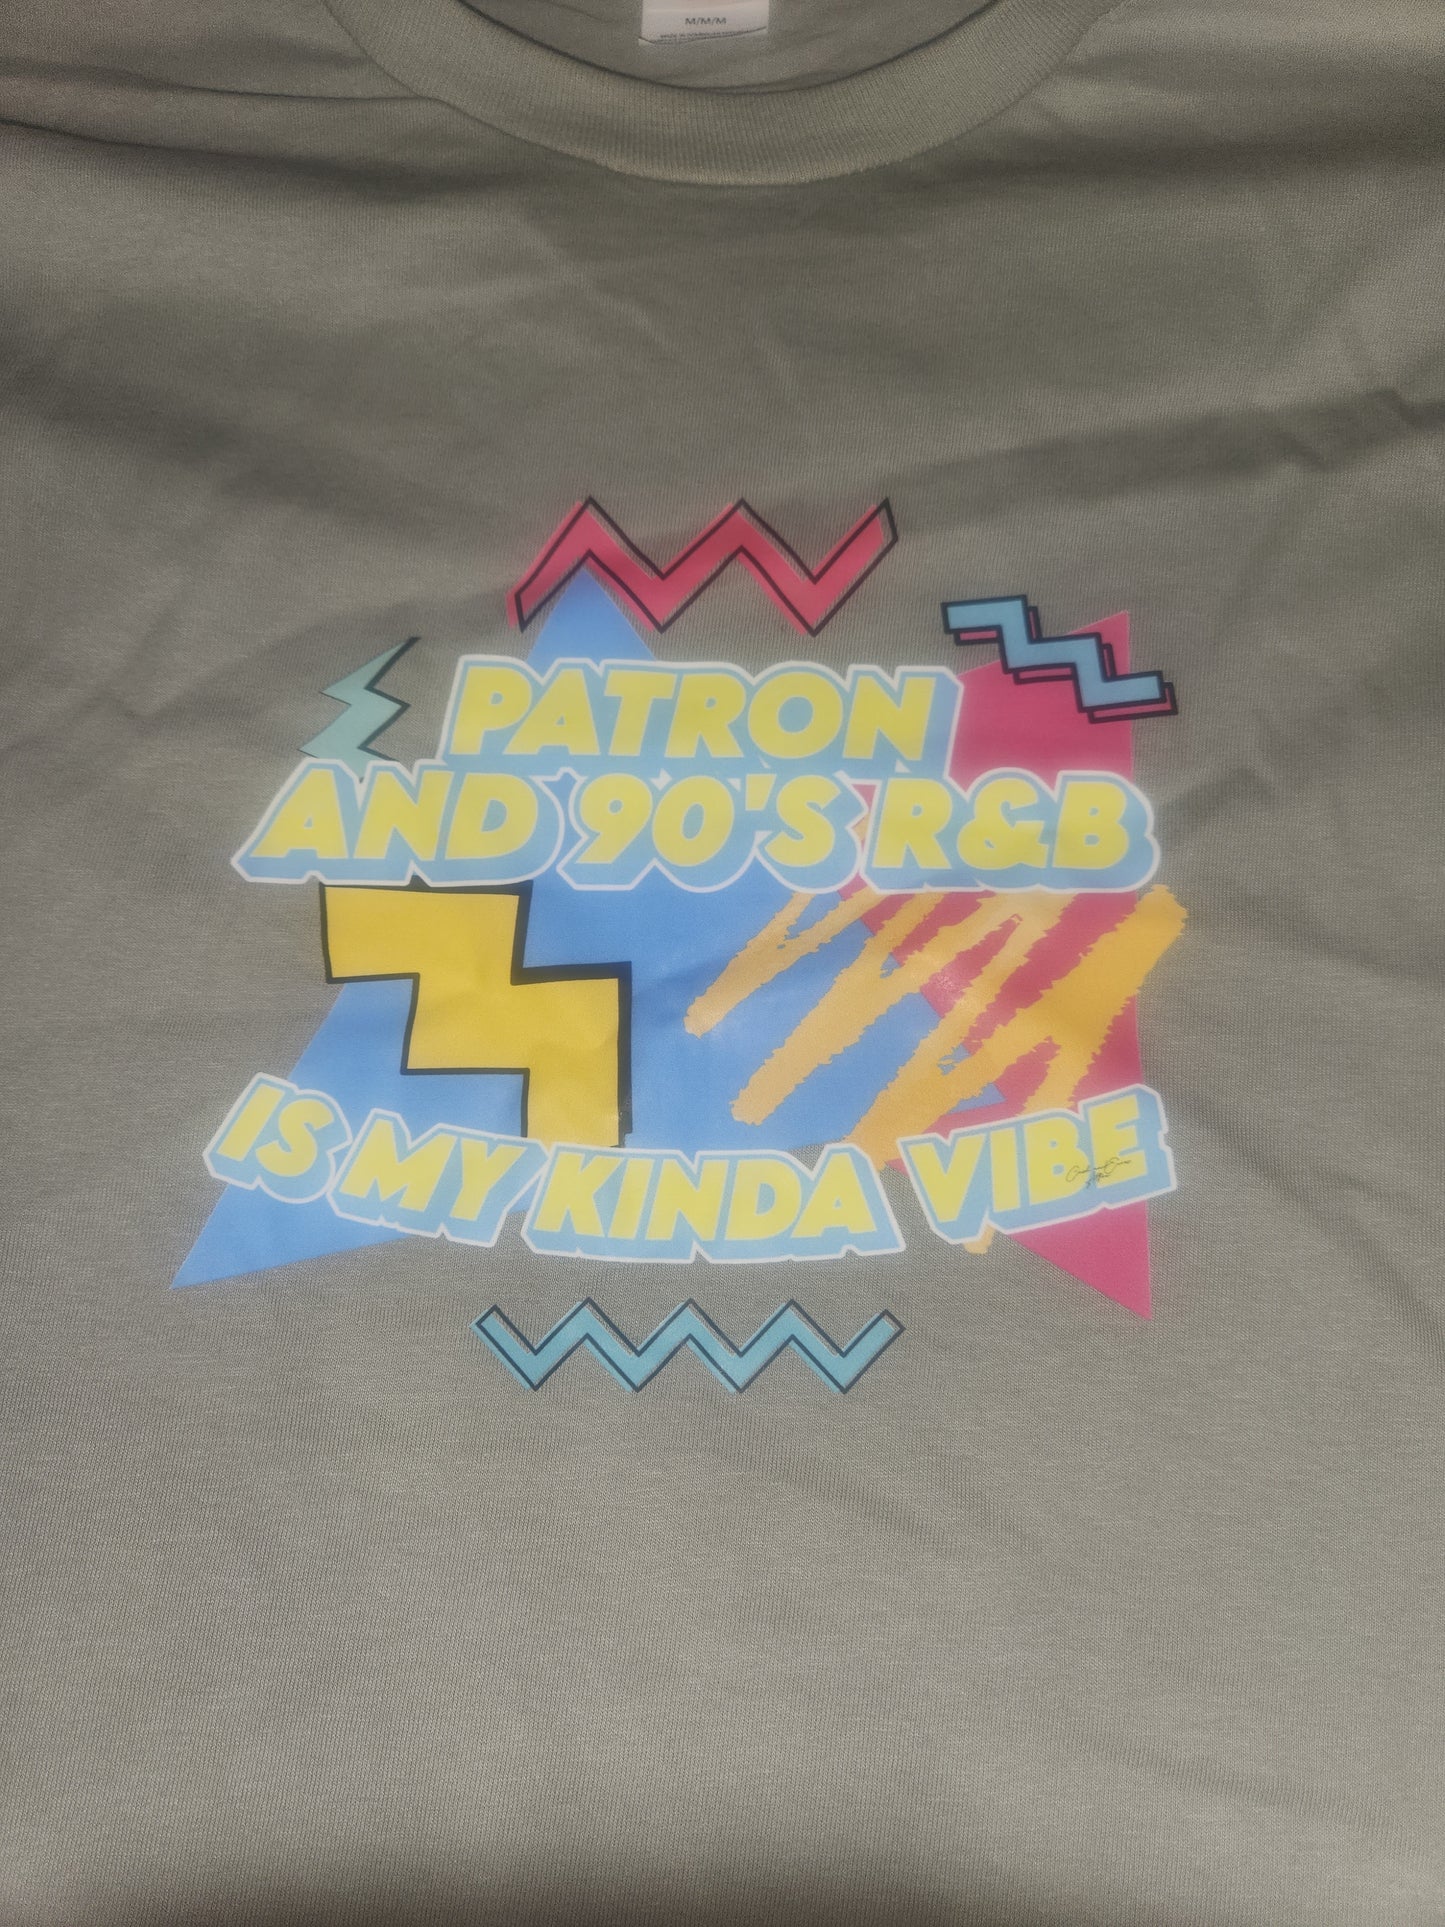 M/M/M
PATRON
AND 90'S R&B
IS MY KINDA VIBE